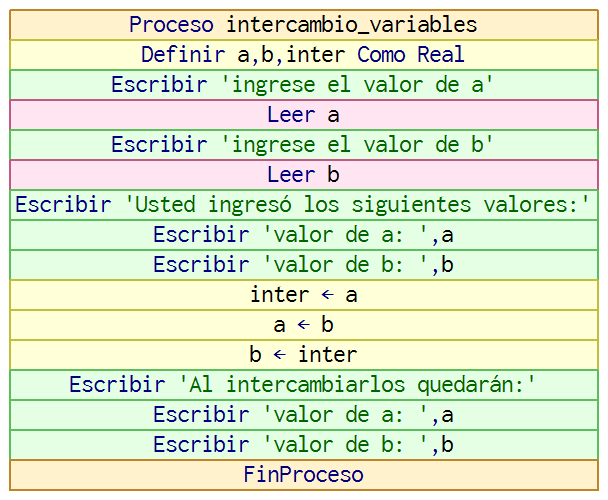 Proceso intercambio_variables
Definir a,b,inter Como Real
Escribir 'ingrese el valor de a'
Leer a
Escribir 'ingrese el valor de b'
Leer b
Escribir 'Usted ingresó los siguientes valores:'
Escribir 'valor de a: ',a
Escribir 'valor de b: ',b
inter ← a
a ← b
b ← inter
Escribir 'Al intercambiarlos quedarán:'
Escribir 'valor de a: ',a
Escribir 'valor de b: ',b
FinProceso